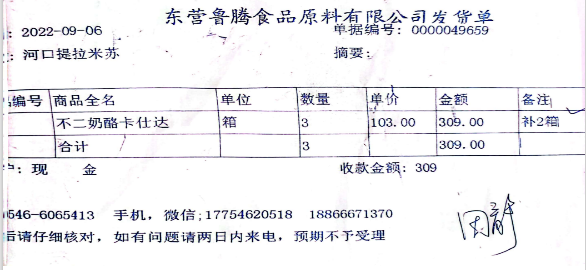 东营鲁腾食品原料有限公司发货单
: 2022-09-06 单据编号: 0000049659
: 河口提拉米苏 摘要:
编号 商品全名 单位 数量 单价 金额 备注
不二奶酪卡仕达 箱 3 103.00 309.00 补2箱
合计 3 309.00
户: 现 金 收款金额: 309
0546-6065413 手机, 微信;17754620518 18866671370
后请仔细核对, 如有问题请两日内来电, 预期不予受理